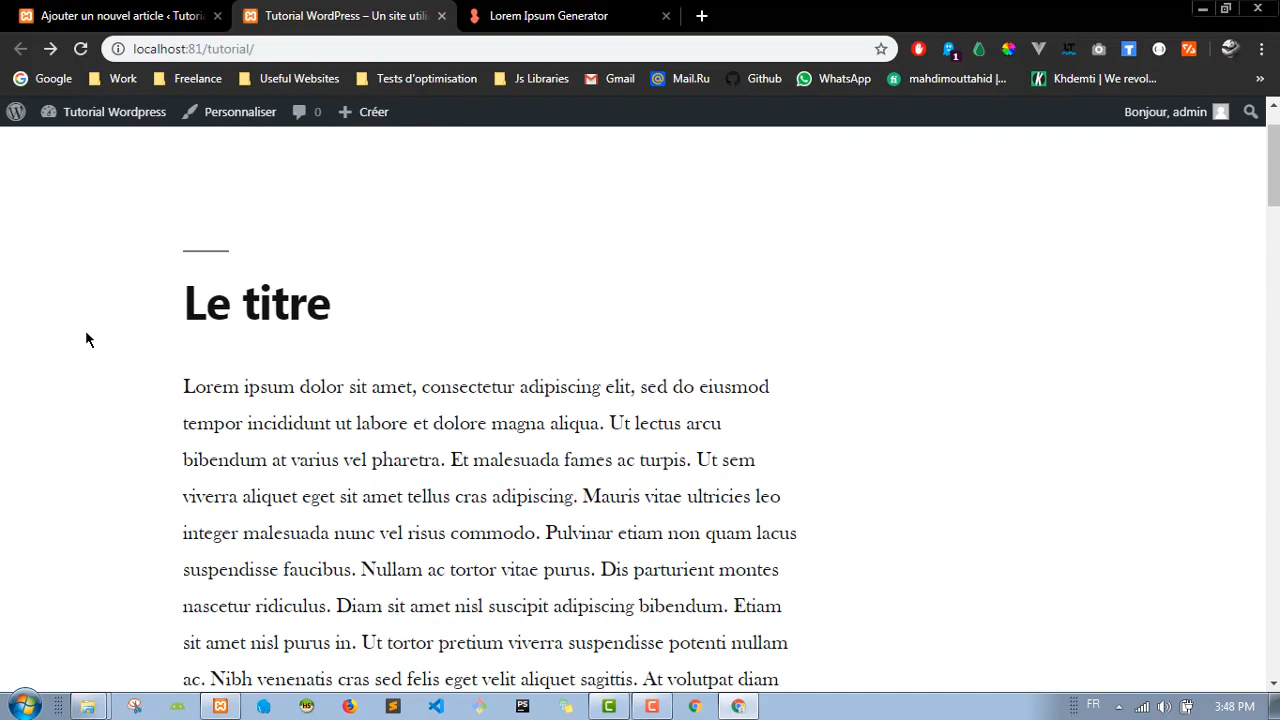 Ajouter un nouvel article ‹ Tutori
Tutorial WordPress – Un site utili
Lorem Ipsum Generator
localhost:81/tutorial/
1
Google
Work
Freelance
Useful Websites
Tests d'optimisation
Js Libraries
Gmail
Mail.Ru
Github
WhatsApp
mahdimouttahid |...
Khdemti | We revol...
»
Tutorial Wordpress
Personnaliser
0
Créer
Bonjour, admin
Le titre
Lorem ipsum dolor sit amet, consectetur adipiscing elit, sed do eiusmod
tempor incididunt ut labore et dolore magna aliqua. Ut lectus arcu
bibendum at varius vel pharetra. Et malesuada fames ac turpis. Ut sem
viverra aliquet eget sit amet tellus cras adipiscing. Mauris vitae ultricies leo
integer malesuada nunc vel risus commodo. Pulvinar etiam non quam lacus
suspendisse faucibus. Nullam ac tortor vitae purus. Dis parturient montes
nascetur ridiculus. Diam sit amet nisl suscipit adipiscing bibendum. Etiam
sit amet nisl purus in. Ut tortor pretium viverra suspendisse potenti nullam
ac. Nibh venenatis cras sed felis eget velit aliquet sagittis. At volutpat diam
FR
3:48 PM